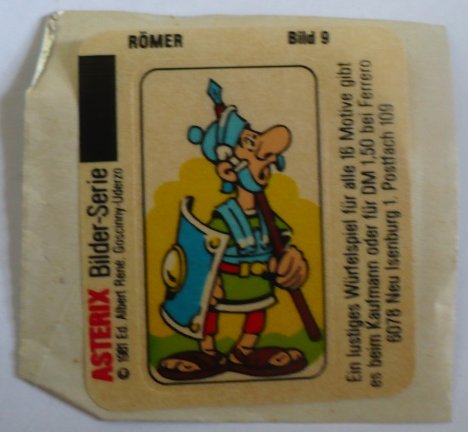 RÖMER
Bild 9
ASTERIX Bilder-Serie
© 1981 Ed. Albert René, Goscinny-Uderzo
Ein lustiges Würfelspiel für alle 16 Motive gibt
es beim Kaufmann oder für DM 1,50 bei Ferrero
6078 Neu Isenburg 1, Postfach 109